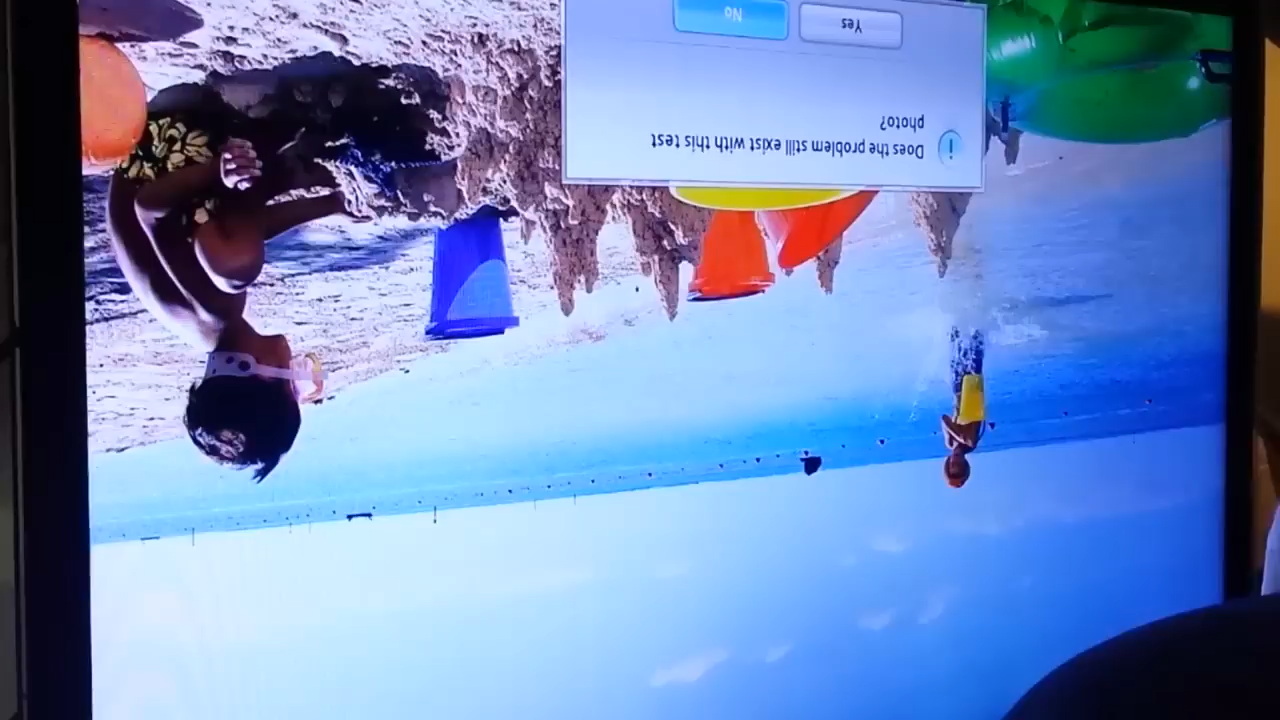 Does the problem still exist with this test
photo?
Yes
No